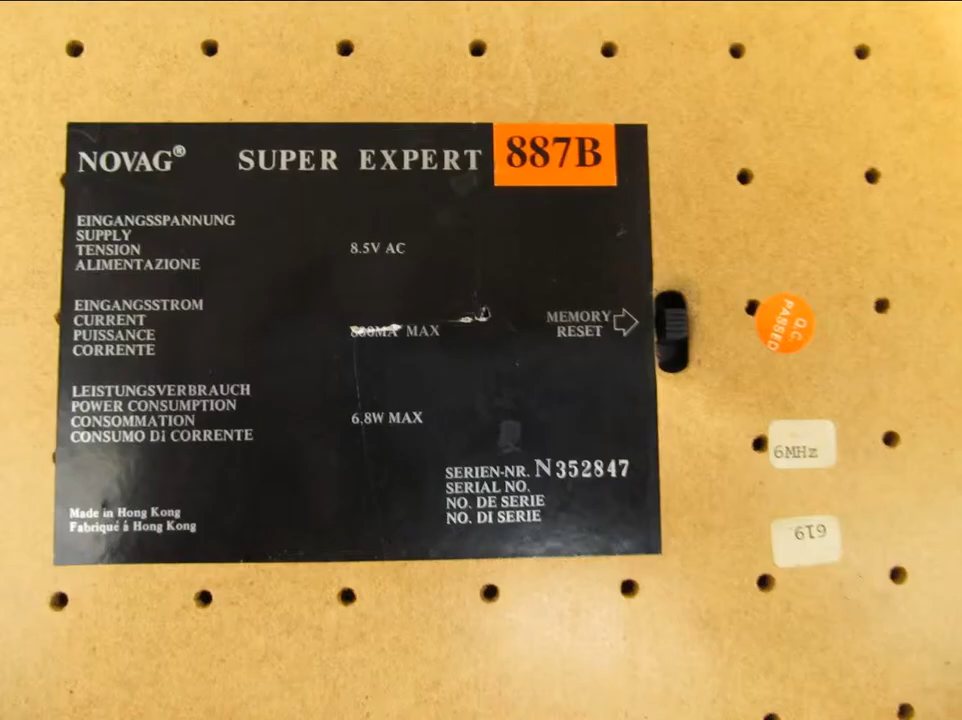 NOVAG® SUPER EXPERT 887B
EINGANGSSPANNUNG
SUPPLY
TENSION
ALIMENTAZIONE
8.5V AC
EINGANGSSTROM
CURRENT
PUISSANCE
CORRENTE
800MA MAX
MEMORY
RESET
LEISTUNGSVERBRAUCH
POWER CONSUMPTION
CONSOMMATION
CONSUMO DI CORRENTE
6,8W MAX
SERIEN-NR. N 352847
SERIAL NO.
NO. DE SERIE
NO. DI SERIE
Made in Hong Kong
Fabriqué á Hong Kong
Q.C.
PASSED
6MHz
619